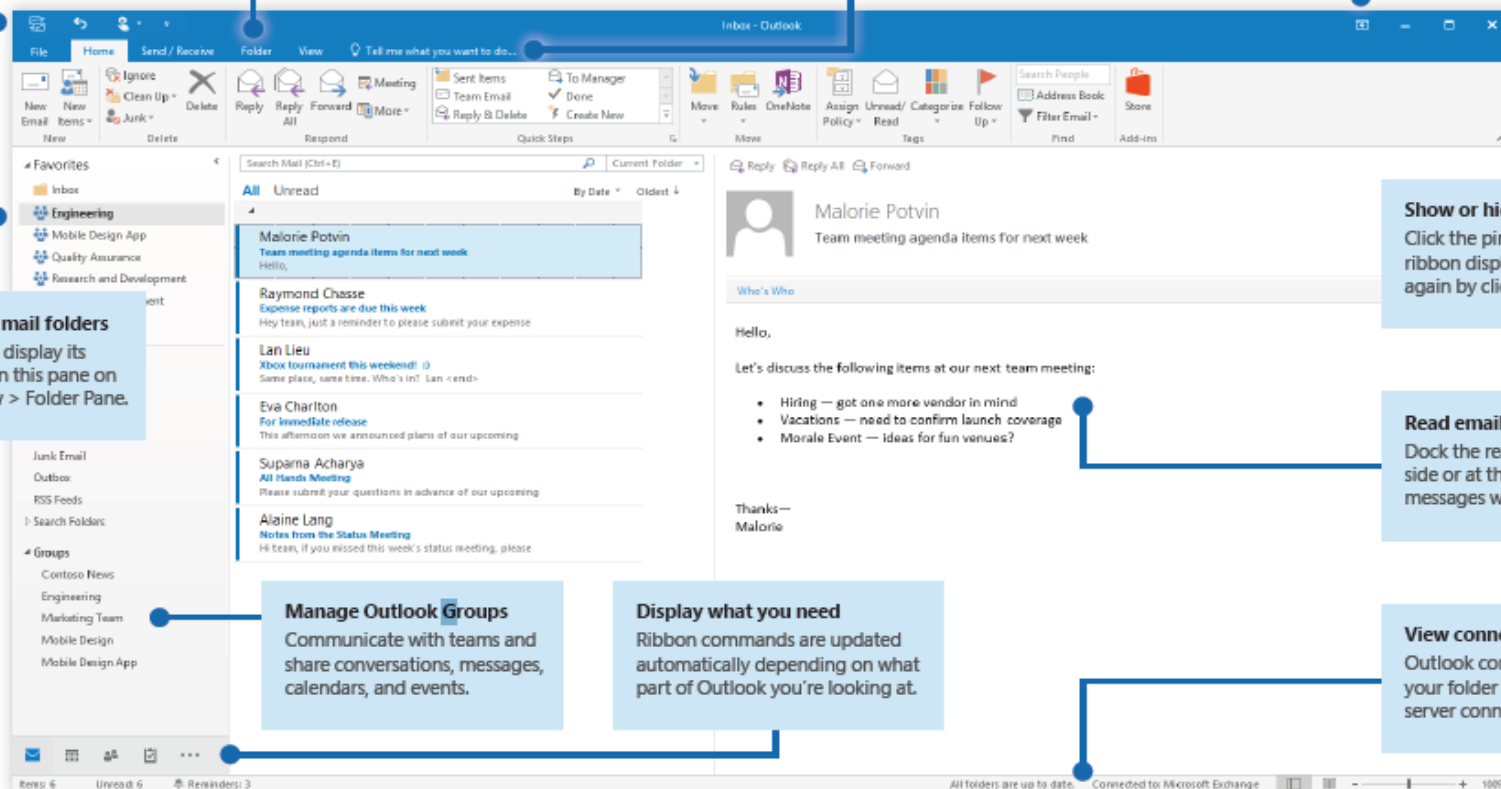 Inbox - Outlook
File Home Send / Receive Folder View Tell me what you want to do...
New Email
New Items
Ignore
Clean Up
Junk
Delete
Reply
Reply All
Forward
Meeting
More
Sent Items
Team Email
Reply & Delete
To Manager
Done
Create New
Move
Rules
OneNote
Assign Policy
Unread/ Read
Categorize
Follow Up
Search People
Address Book
Filter Email
Store
New Delete Respond Quick Steps Move Tags Find Add-ins
Favorites
Inbox
Engineering
Mobile Design App
Quality Assurance
Research and Development
mail folders
display its
n this pane on
> Folder Pane.
Junk Email
Outbox
RSS Feeds
Search Folders
Groups
Contoso News
Engineering
Marketing Team
Mobile Design
Mobile Design App
Search Mail (Ctrl+E) Current Folder
All Unread By Date Oldest
Malorie Potvin
Team meeting agenda items for next week
Hello,
Raymond Chasse
Expense reports are due this week
Hey team, just a reminder to please submit your expense
Lan Lieu
Xbox tournament this weekend! :)
Same place, same time. Who's in? Lan <end>
Eva Charlton
For immediate release
This afternoon we announced plans of our upcoming
Suparna Acharya
All Hands Meeting
Please submit your questions in advance of our upcoming
Alaine Lang
Notes from the Status Meeting
Hi team, if you missed this week's status meeting, please
Reply Reply All Forward
Malorie Potvin
Team meeting agenda items for next week
Who's Who
Hello,
Let's discuss the following items at our next team meeting:
• Hiring — got one more vendor in mind
• Vacations — need to confirm launch coverage
• Morale Event — ideas for fun venues?
Thanks—
Malorie
Show or hi
Click the pi
ribbon disp
again by cli
Read email
Dock the re
side or at th
messages w
Manage Outlook Groups
Communicate with teams and
share conversations, messages,
calendars, and events.
Display what you need
Ribbon commands are updated
automatically depending on what
part of Outlook you're looking at.
View conne
Outlook con
your folder
server conn
Items: 6 Unread: 6 Reminders: 3 All folders are up to date. Connected to: Microsoft Exchange 100%